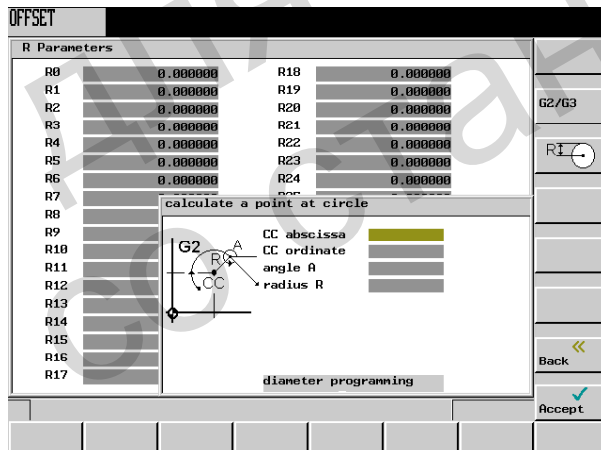 OFFSET
R Parameters
R0 0.000000 R18 0.000000
R1 0.000000 R19 0.000000
R2 0.000000 R20 0.000000
R3 0.000000 R21 0.000000
R4 0.000000 R22 0.000000
R5 0.000000 R23 0.000000
R6 0.000000 R24 0.000000
R7
R8
R9
R10
R11
R12
R13
R14
R15
R16
R17
calculate a point at circle
G2 A
R
CC
CC abscissa
CC ordinate
angle A
radius R
diameter programming
G2/G3
R
Back
Accept